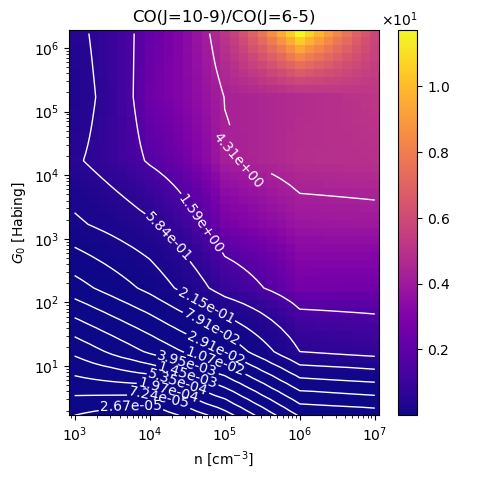 CO(J=10-9)/CO(J=6-5)
×10¹
10⁶
10⁵
10⁴
10³
10²
10¹
G₀ [Habing]
4.31e+00
1.59e+00
5.84e-01
2.15e-01
7.91e-02
2.91e-02
1.07e-02
3.95e-03
1.45e-03
5.35e-04
1.97e-04
7.24e-05
2.67e-05
1.0
0.8
0.6
0.4
0.2
10³
10⁴
10⁵
10⁶
10⁷
n [cm⁻³]